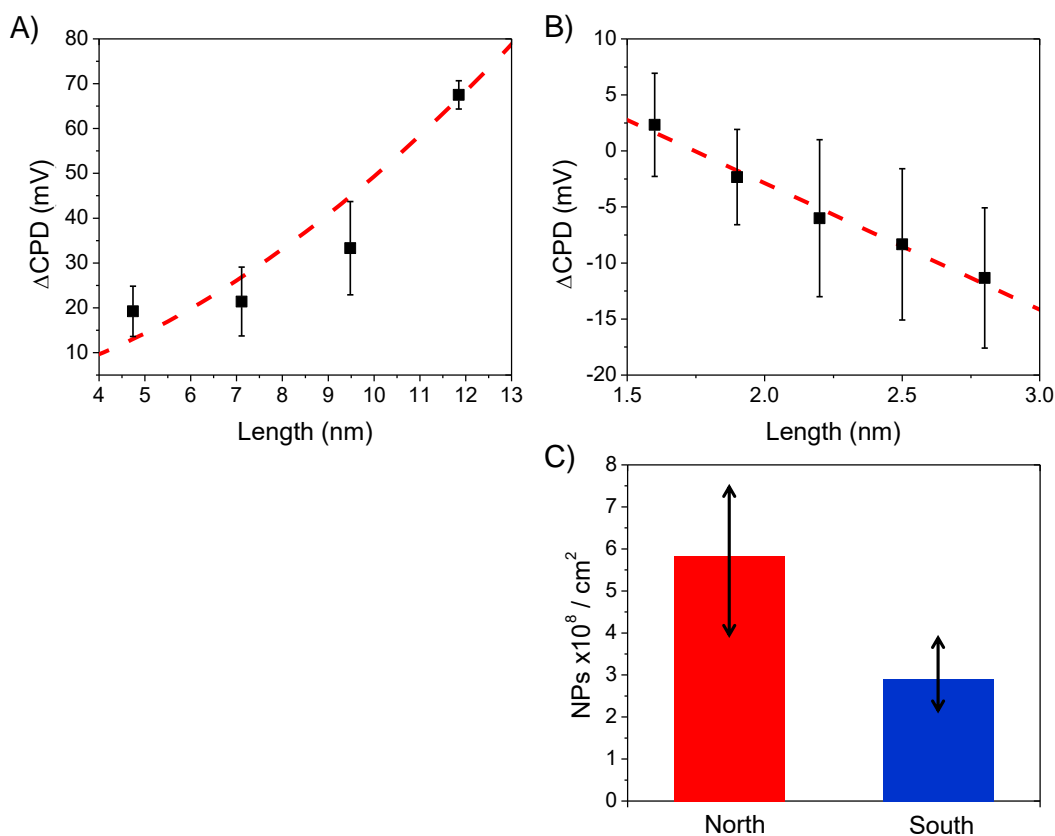 A)
80
70
60
50
40
30
20
10
ΔCPD (mV)
4 5 6 7 8 9 10 11 12 13
Length (nm)
B)
10
5
0
-5
-10
-15
-20
ΔCPD (mV)
1.5 2.0 2.5 3.0
Length (nm)
C)
8
7
6
5
4
3
2
1
0
NPs x10⁸ / cm²
North South